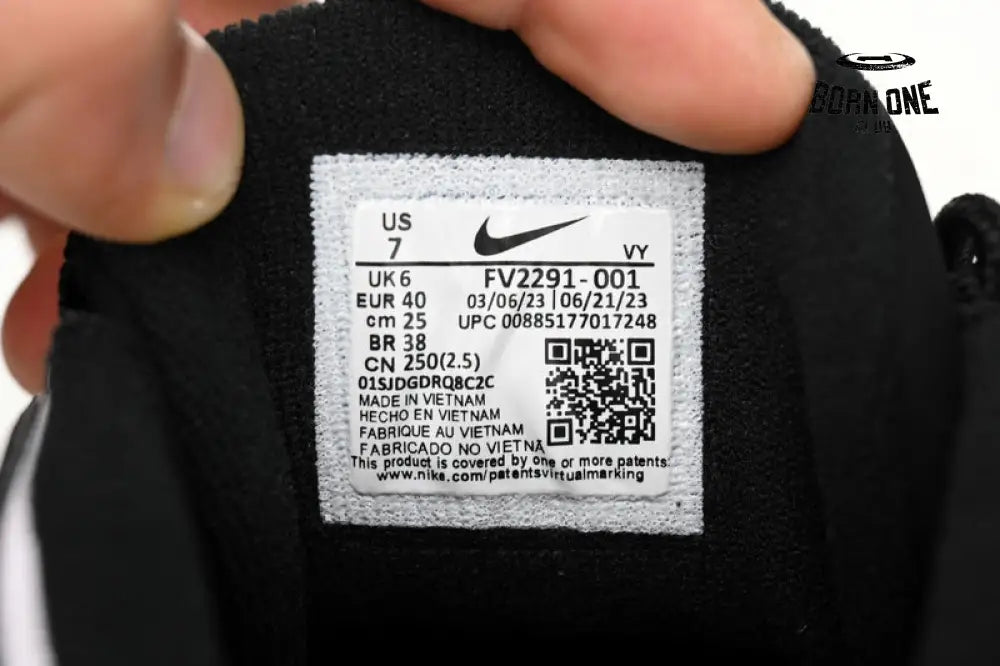 BORN ONE
US
7
VY
UK 6
FV2291-001
EUR 40
03/06/23 | 06/21/23
cm 25
UPC 00885177017248
BR 38
CN 250(2.5)
01SJDGDRQ8C2C
MADE IN VIETNAM
HECHO EN VIETNAM
FABRIQUE AU VIETNAM
FABRICADO NO VIETNÃ
This product is covered by one or more patents:
www.nike.com/patentsvirtualmarking